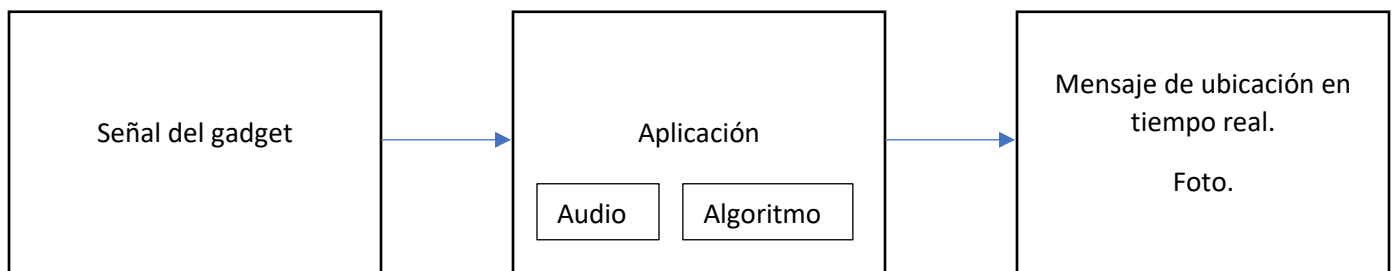 Señal del gadget
Aplicación
Audio
Algoritmo
Mensaje de ubicación en
tiempo real.
Foto.